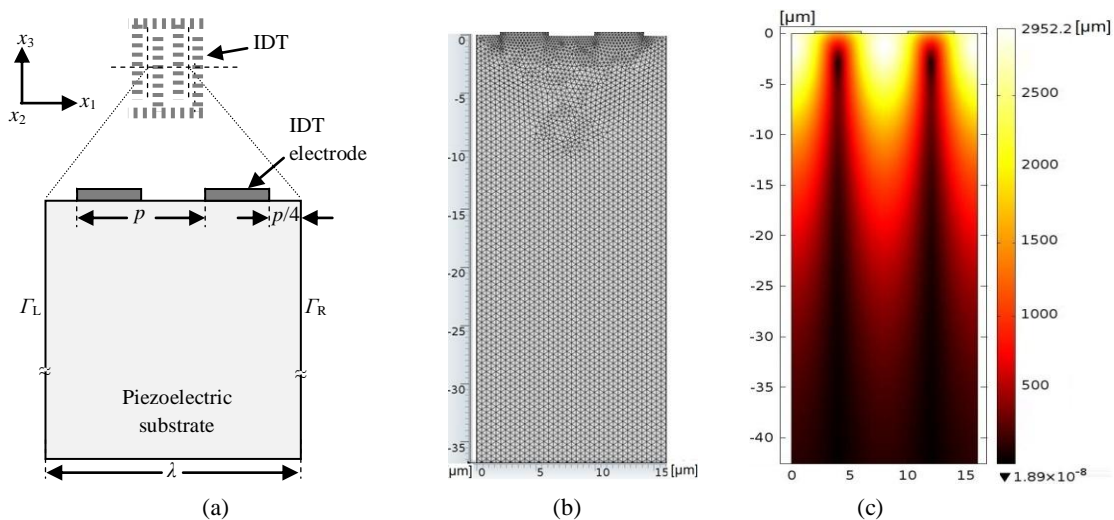 x3
x1
x2
IDT
IDT
electrode
p
p/4
ΓL
ΓR
≈
≈
Piezoelectric
substrate
λ
(a)
0
-5
-10
-15
-20
-25
-30
-35
µm 0 5 10 15 [µm]
(b)
[µm]
0
-5
-10
-15
-20
-25
-30
-35
-40
0 5 10 15
2952.2 [µm]
2500
2000
1500
1000
500
▼1.89×10⁻⁸
(c)